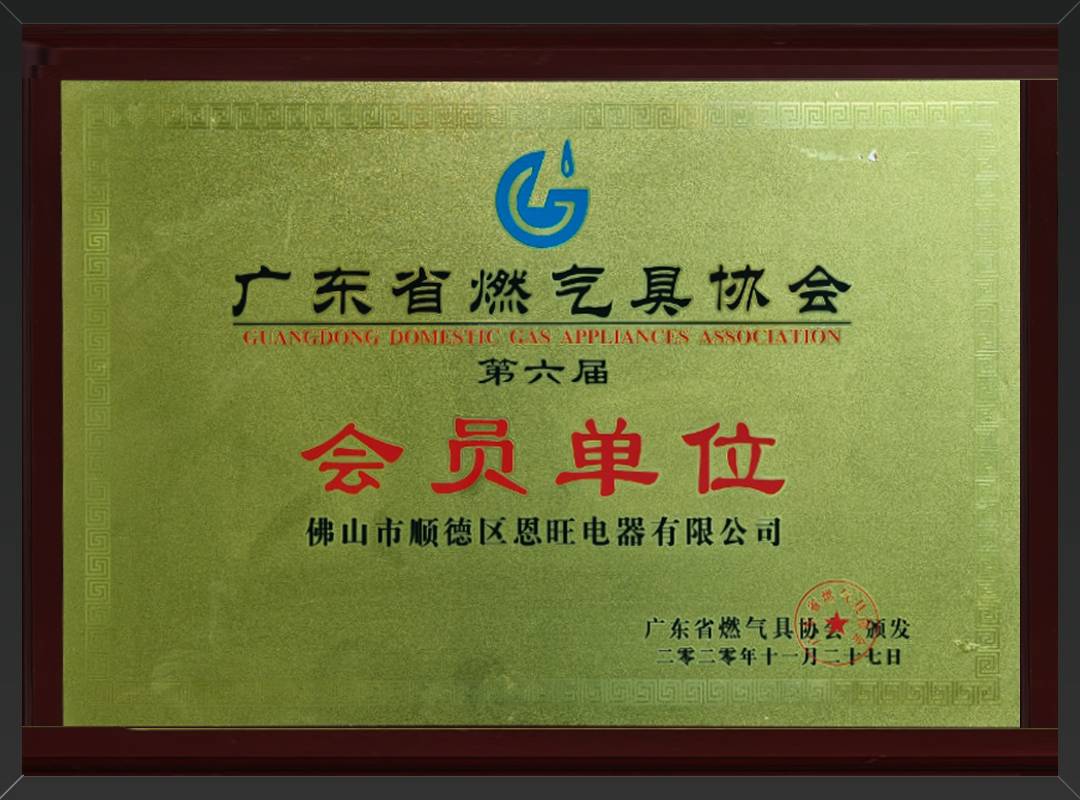 广东省燃气具协会
GUANGDONG DOMESTIC GAS APPLIANCES ASSOCIATION
第六届
会员单位
佛山市顺德区恩旺电器有限公司
广东省燃气具协会 颁发
二零二零年十一月二十七日